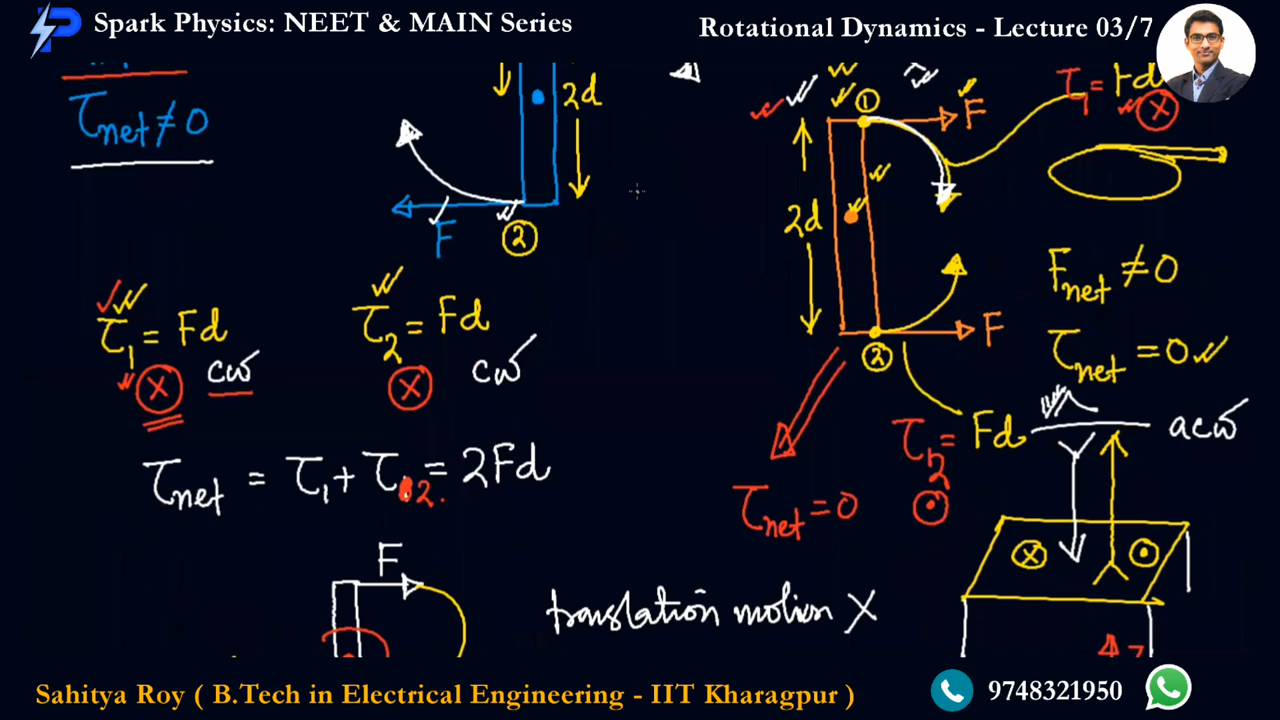 Spark Physics: NEET & MAIN Series
Rotational Dynamics - Lecture 03/7
τnet ≠ 0
2d
F
②
τ₁ = Fd
ⓧ cw
τ₂ = Fd
ⓧ cw
τnet = τ₁ + τ₂ = 2Fd
F
①
F
τ₁ = Fd
ⓧ
2d
F
②
Fnet ≠ 0
τnet = 0
τ₂ = Fd
acw
τnet = 0
translation motion X
Sahitya Roy ( B.Tech in Electrical Engineering - IIT Kharagpur )
9748321950